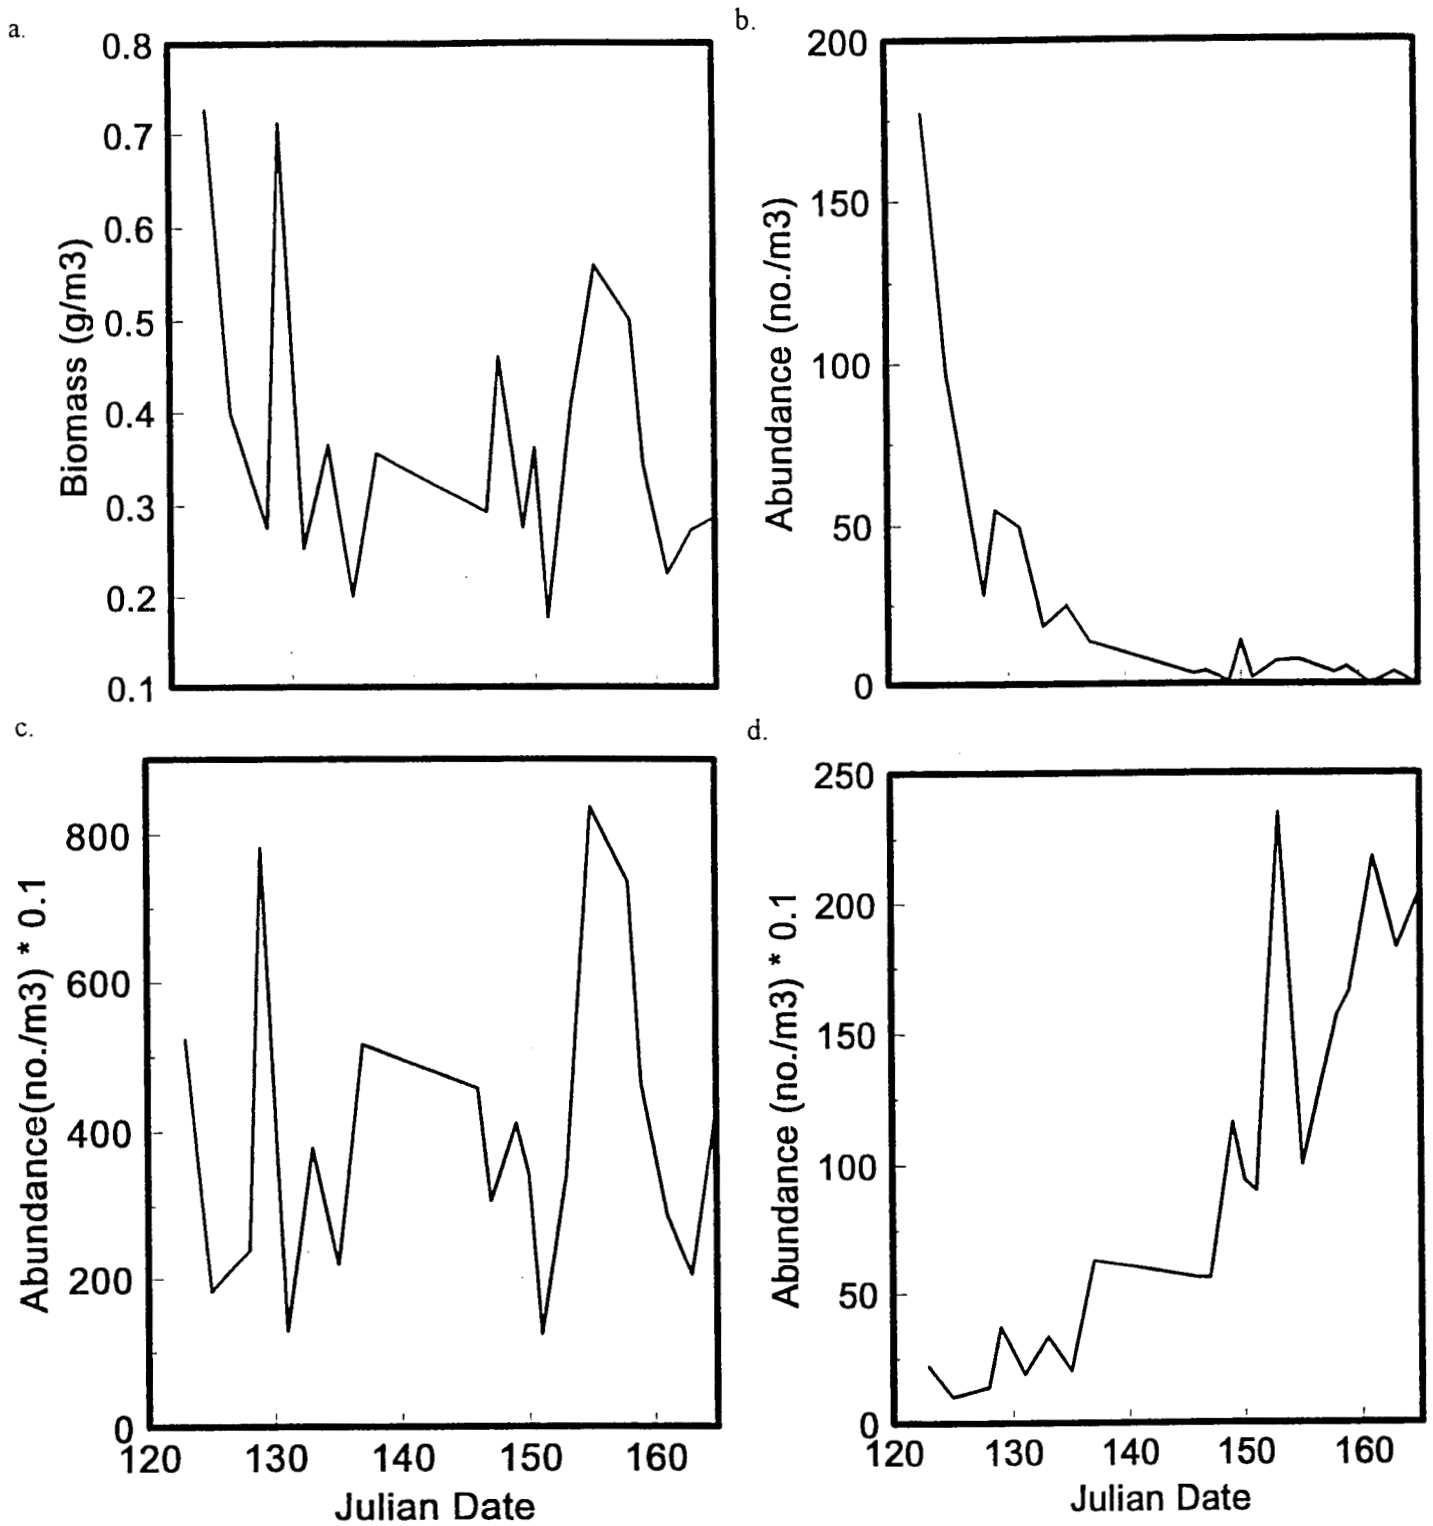 a.
0.8
0.7
0.6
0.5
0.4
0.3
0.2
0.1
Biomass (g/m3)
b.
200
150
100
50
0
Abundance (no./m3)
c.
800
600
400
200
0
Abundance(no./m3) * 0.1
120 130 140 150 160
Julian Date
d.
250
200
150
100
50
0
Abundance (no./m3) * 0.1
120 130 140 150 160
Julian Date